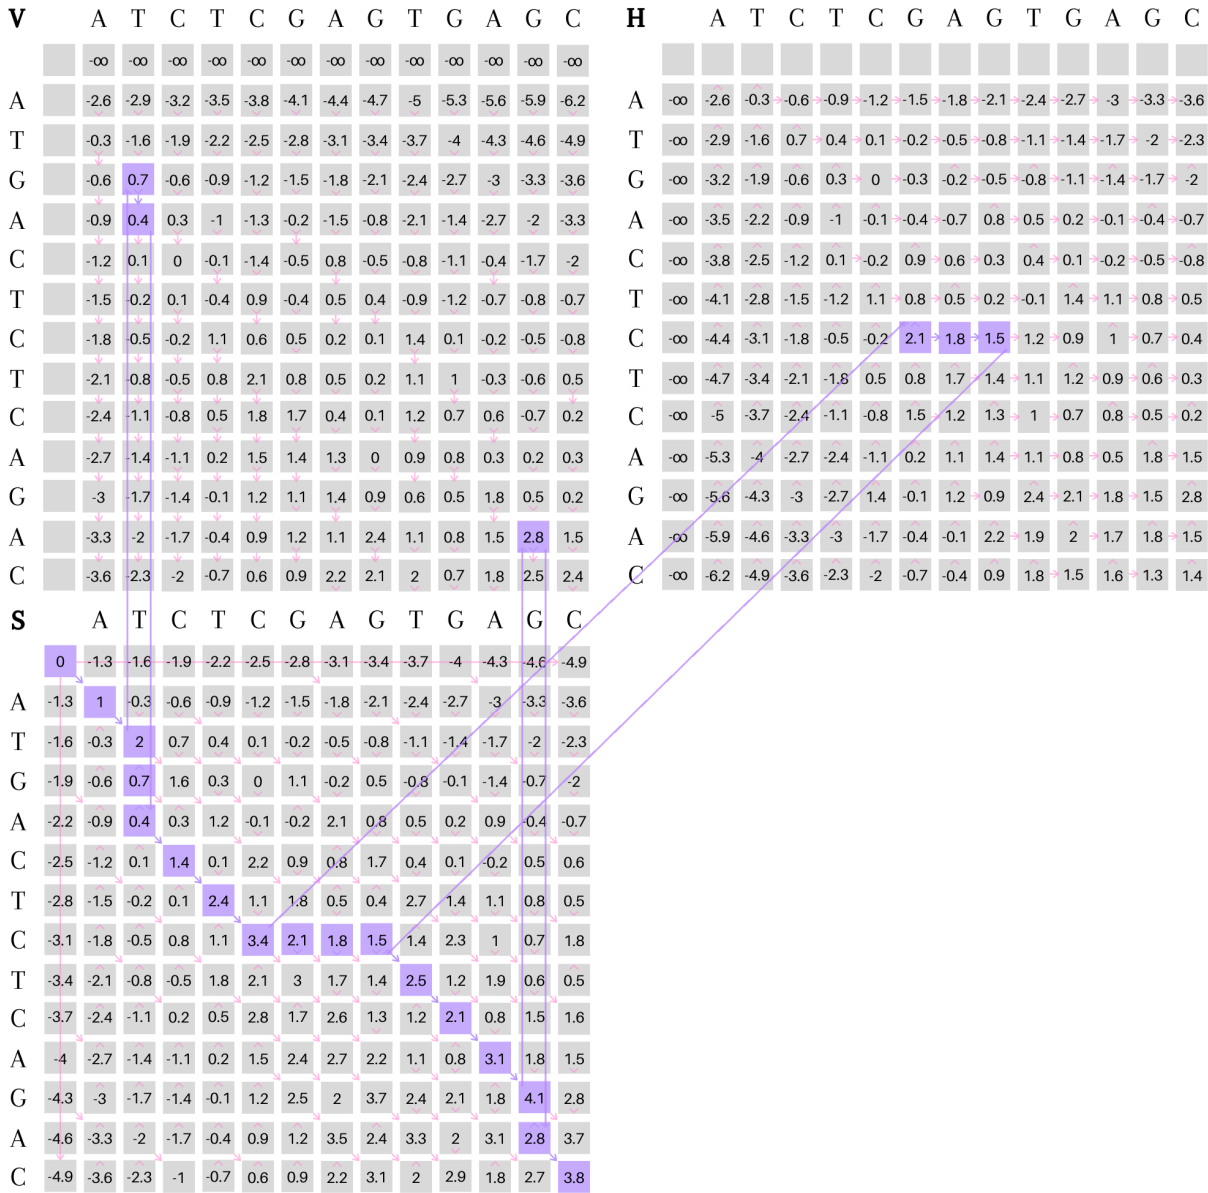 V A T C T C G A G T G A G C
-∞ -∞ -∞ -∞ -∞ -∞ -∞ -∞ -∞ -∞ -∞ -∞ -∞
A -2.6 -2.9 -3.2 -3.5 -3.8 -4.1 -4.4 -4.7 -5 -5.3 -5.6 -5.9 -6.2
T -0.3 -1.6 -1.9 -2.2 -2.5 -2.8 -3.1 -3.4 -3.7 -4 -4.3 -4.6 -4.9
G -0.6 0.7 -0.6 -0.9 -1.2 -1.5 -1.8 -2.1 -2.4 -2.7 -3 -3.3 -3.6
A -0.9 0.4 0.3 -1 -1.3 -0.2 -1.5 -0.8 -2.1 -1.4 -2.7 -2 -3.3
C -1.2 0.1 0 -0.1 -1.4 -0.5 0.8 -0.5 -0.8 -1.1 -0.4 -1.7 -2
T -1.5 -0.2 0.1 -0.4 0.9 -0.4 0.5 0.4 -0.9 -1.2 -0.7 -0.8 -0.7
C -1.8 -0.5 -0.2 1.1 0.6 0.5 0.2 0.1 1.4 0.1 -0.2 -0.5 -0.8
T -2.1 -0.8 -0.5 0.8 2.1 0.8 0.5 0.2 1.1 1 -0.3 -0.6 0.5
C -2.4 -1.1 -0.8 0.5 1.8 1.7 0.4 0.1 1.2 0.7 0.6 -0.7 0.2
A -2.7 -1.4 -1.1 0.2 1.5 1.4 1.3 0 0.9 0.8 0.3 0.2 0.3
G -3 -1.7 -1.4 -0.1 1.2 1.1 1.4 0.9 0.6 0.5 1.8 0.5 0.2
A -3.3 -2 -1.7 -0.4 0.9 1.2 1.1 2.4 1.1 0.8 1.5 2.8 1.5
C -3.6 -2.3 -2 -0.7 0.6 0.9 2.2 2.1 2 0.7 1.8 2.5 2.4
H A T C T C G A G T G A G C
A -∞ -2.6 -0.3 -0.6 -0.9 -1.2 -1.5 -1.8 -2.1 -2.4 -2.7 -3 -3.3 -3.6
T -∞ -2.9 -1.6 0.7 0.4 0.1 -0.2 -0.5 -0.8 -1.1 -1.4 -1.7 -2 -2.3
G -∞ -3.2 -1.9 -0.6 0.3 0 -0.3 -0.2 -0.5 -0.8 -1.1 -1.4 -1.7 -2
A -∞ -3.5 -2.2 -0.9 -1 -0.1 -0.4 -0.7 0.8 0.5 0.2 -0.1 -0.4 -0.7
C -∞ -3.8 -2.5 -1.2 0.1 -0.2 0.9 0.6 0.3 0.4 0.1 -0.2 -0.5 -0.8
T -∞ -4.1 -2.8 -1.5 -1.2 1.1 0.8 0.5 0.2 -0.1 1.4 1.1 0.8 0.5
C -∞ -4.4 -3.1 -1.8 -0.5 -0.2 2.1 1.8 1.5 1.2 0.9 1 0.7 0.4
T -∞ -4.7 -3.4 -2.1 -1.8 0.5 0.8 1.7 1.4 1.1 1.2 0.9 0.6 0.3
C -∞ -5 -3.7 -2.4 -1.1 -0.8 1.5 1.2 1.3 1 0.7 0.8 0.5 0.2
A -∞ -5.3 -4 -2.7 -2.4 -1.1 0.2 1.1 1.4 1.1 0.8 0.5 1.8 1.5
G -∞ -5.6 -4.3 -3 -2.7 1.4 -0.1 1.2 0.9 2.4 2.1 1.8 1.5 2.8
A -∞ -5.9 -4.6 -3.3 -3 -1.7 -0.4 -0.1 2.2 1.9 2 1.7 1.8 1.5
C -∞ -6.2 -4.9 -3.6 -2.3 -2 -0.7 -0.4 0.9 1.8 1.5 1.6 1.3 1.4
S A T C T C G A G T G A G C
0 -1.3 -1.6 -1.9 -2.2 -2.5 -2.8 -3.1 -3.4 -3.7 -4 -4.3 -4.6 -4.9
A -1.3 1 -0.3 -0.6 -0.9 -1.2 -1.5 -1.8 -2.1 -2.4 -2.7 -3 -3.3 -3.6
T -1.6 -0.3 2 0.7 0.4 0.1 -0.2 -0.5 -0.8 -1.1 -1.4 -1.7 -2 -2.3
G -1.9 -0.6 0.7 1.6 0.3 0 1.1 -0.2 0.5 -0.8 -0.1 -1.4 -0.7 -2
A -2.2 -0.9 0.4 0.3 1.2 -0.1 -0.2 2.1 0.8 0.5 0.2 0.9 -0.4 -0.7
C -2.5 -1.2 0.1 1.4 0.1 2.2 0.9 0.8 1.7 0.4 0.1 -0.2 0.5 0.6
T -2.8 -1.5 -0.2 0.1 2.4 1.1 1.8 0.5 0.4 2.7 1.4 1.1 0.8 0.5
C -3.1 -1.8 -0.5 0.8 1.1 3.4 2.1 1.8 1.5 1.4 2.3 1 0.7 1.8
T -3.4 -2.1 -0.8 -0.5 1.8 2.1 3 1.7 1.4 2.5 1.2 1.9 0.6 0.5
C -3.7 -2.4 -1.1 0.2 0.5 2.8 1.7 2.6 1.3 1.2 2.1 0.8 1.5 1.6
A -4 -2.7 -1.4 -1.1 0.2 1.5 2.4 2.7 2.2 1.1 0.8 3.1 1.8 1.5
G -4.3 -3 -1.7 -1.4 -0.1 1.2 2.5 2 3.7 2.4 2.1 1.8 4.1 2.8
A -4.6 -3.3 -2 -1.7 -0.4 0.9 1.2 3.5 2.4 3.3 2 3.1 2.8 3.7
C -4.9 -3.6 -2.3 -1 -0.7 0.6 0.9 2.2 3.1 2 2.9 1.8 2.7 3.8